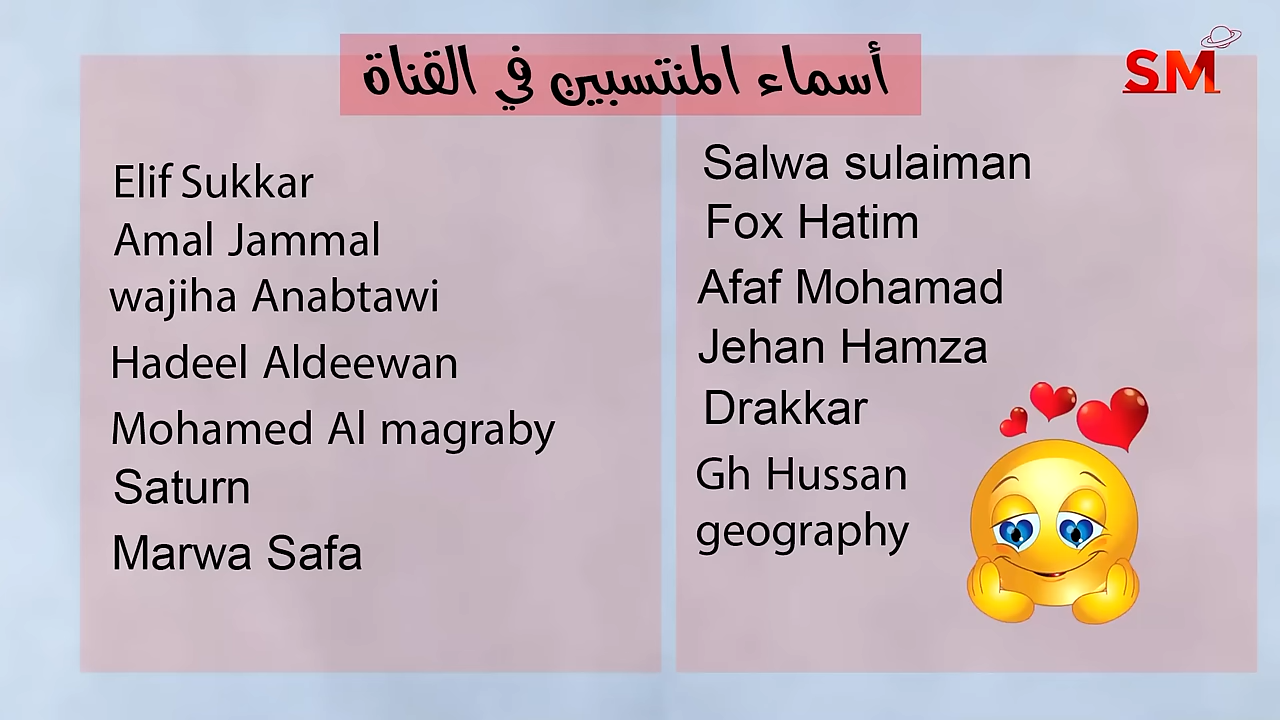 أسماء المنتسبين في القناة
SM
Elif Sukkar
Amal Jammal
wajiha Anabtawi
Hadeel Aldeewan
Mohamed Al magraby
Saturn
Marwa Safa
Salwa sulaiman
Fox Hatim
Afaf Mohamad
Jehan Hamza
Drakkar
Gh Hussan
geography